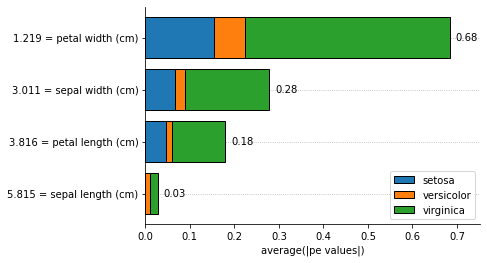 1.219 = petal width (cm)
0.68
3.011 = sepal width (cm)
0.28
3.816 = petal length (cm)
0.18
5.815 = sepal length (cm)
0.03
setosa
versicolor
virginica
0.0 0.1 0.2 0.3 0.4 0.5 0.6 0.7
average(|pe values|)